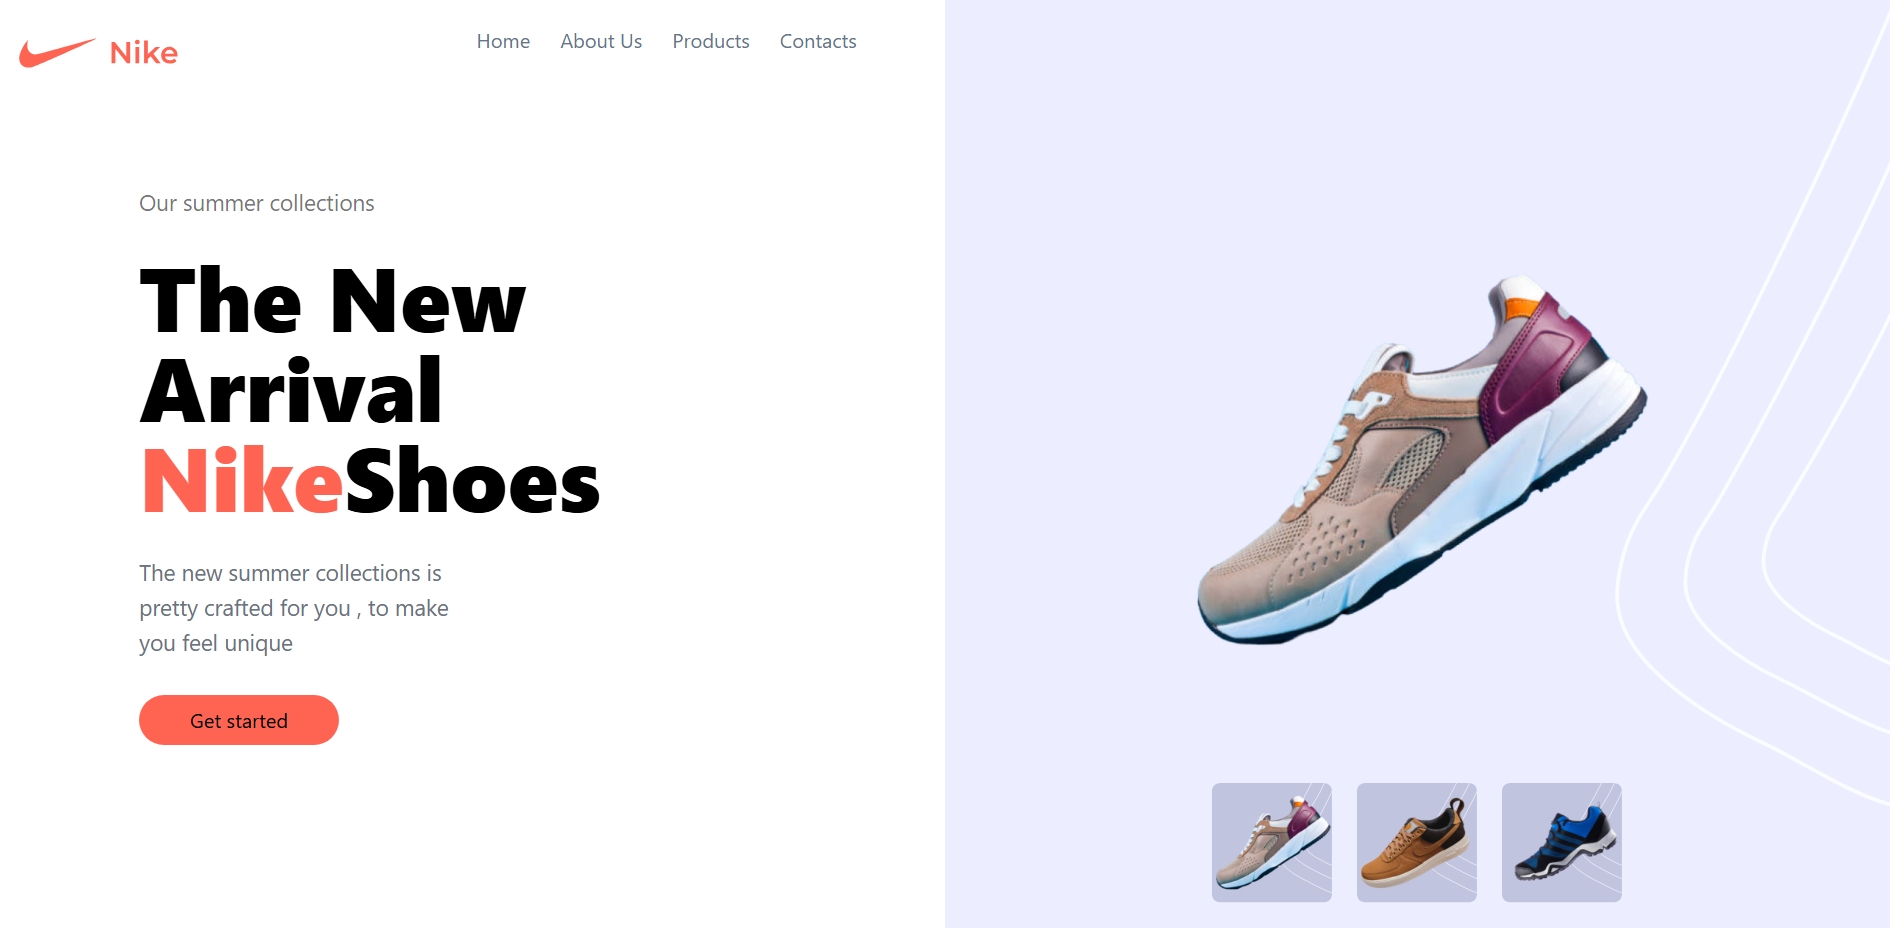 Nike
Home About Us Products Contacts
Our summer collections
The New
Arrival
NikeShoes
The new summer collections is
pretty crafted for you , to make
you feel unique
Get started